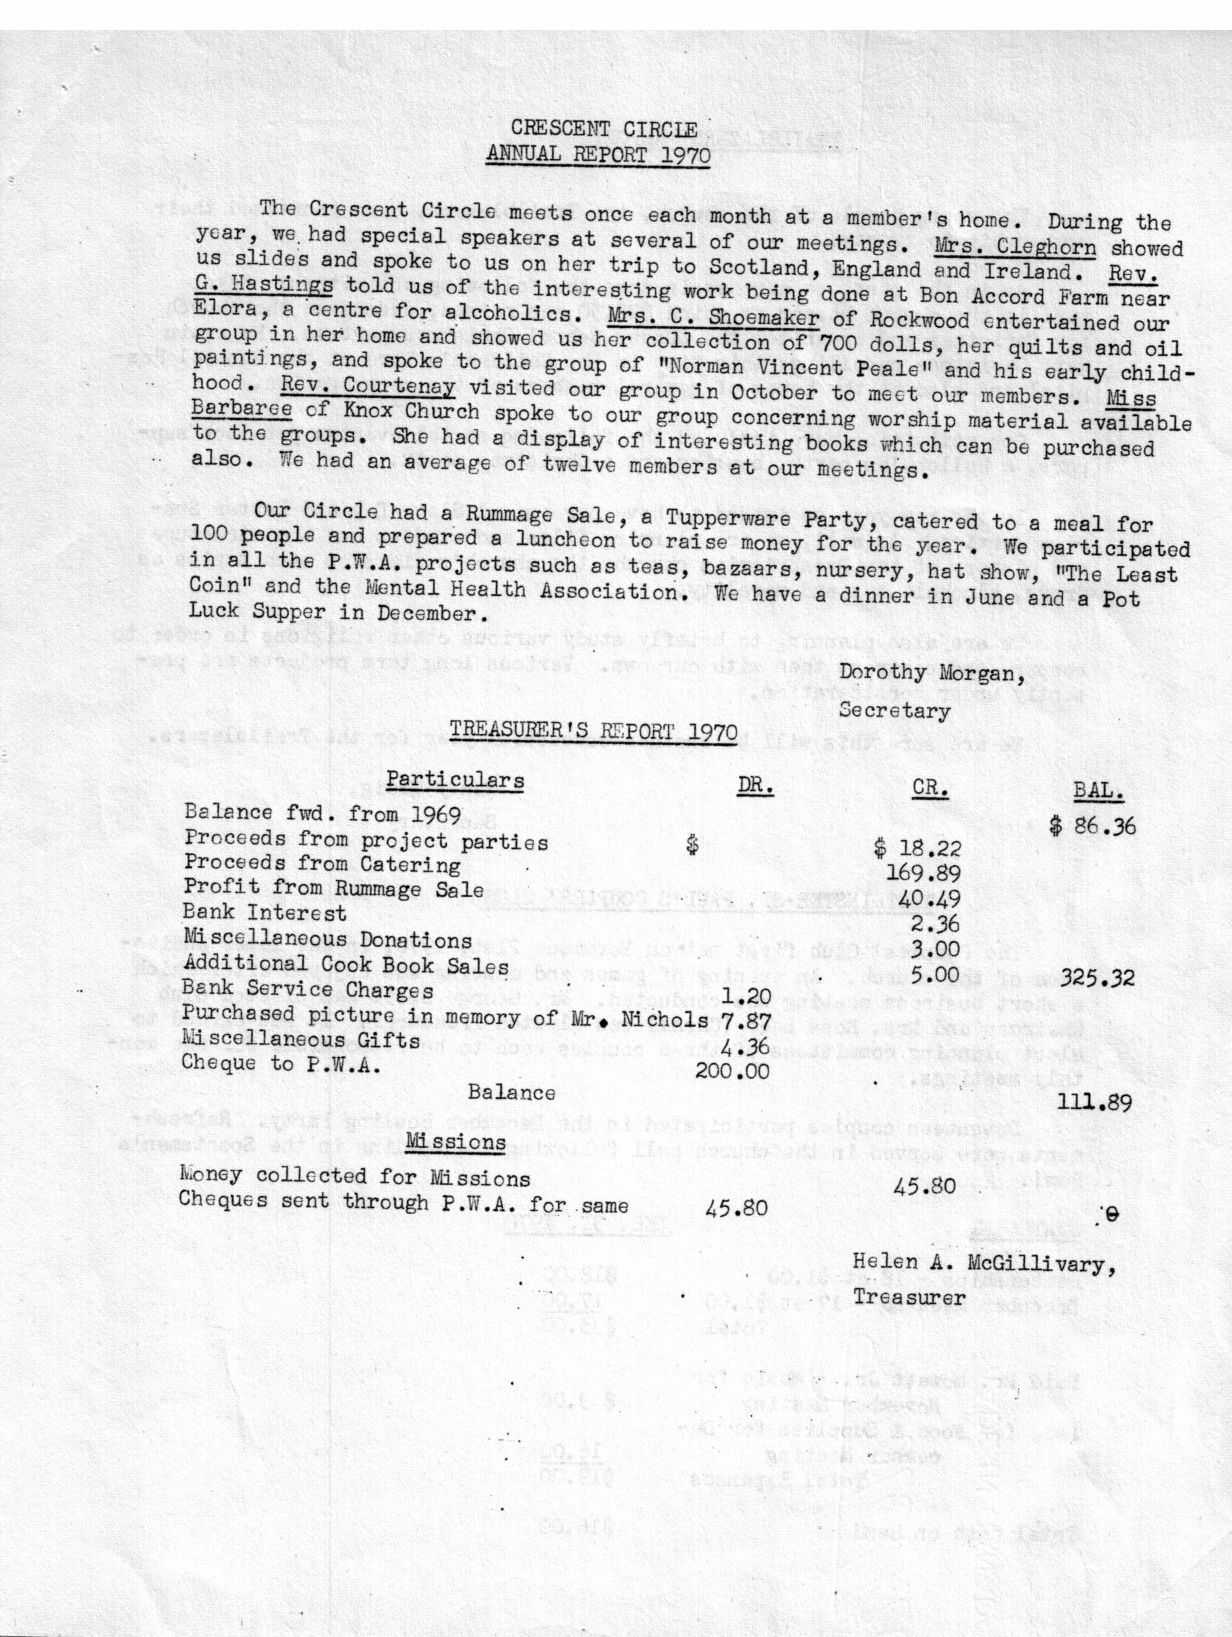 CRESCENT CIRCLE
ANNUAL REPORT 1970
The Crescent Circle meets once each month at a member's home. During the
year, we had special speakers at several of our meetings. Mrs. Cleghorn showed
us slides and spoke to us on her trip to Scotland, England and Ireland. Rev.
G. Hastings told us of the interesting work being done at Bon Accord Farm near
Elora, a centre for alcoholics. Mrs. C. Shoemaker of Rockwood entertained our
group in her home and showed us her collection of 700 dolls, her quilts and oil
paintings, and spoke to the group of "Norman Vincent Peale" and his early child-
hood. Rev. Courtenay visited our group in October to meet our members. Miss
Barbaree of Knox Church spoke to our group concerning worship material available
to the groups. She had a display of interesting books which can be purchased
also. We had an average of twelve members at our meetings.
Our Circle had a Rummage Sale, a Tupperware Party, catered to a meal for
100 people and prepared a luncheon to raise money for the year. We participated
in all the P.W.A. projects such as teas, bazaars, nursery, hat show, "The Least
Coin" and the Mental Health Association. We have a dinner in June and a Pot
Luck Supper in December.
Dorothy Morgan,
Secretary
TREASURER'S REPORT 1970
Particulars DR. CR. BAL.
Balance fwd. from 1969 $ 86.36
Proceeds from project parties $ $ 18.22
Proceeds from Catering 169.89
Profit from Rummage Sale 40.49
Bank Interest 2.36
Miscellaneous Donations 3.00
Additional Cook Book Sales 5.00 325.32
Bank Service Charges 1.20
Purchased picture in memory of Mr. Nichols 7.87
Miscellaneous Gifts 4.36
Cheque to P.W.A. 200.00
Balance 111.89
Missions
Money collected for Missions 45.80
Cheques sent through P.W.A. for same 45.80 0
Helen A. McGillivary,
Treasurer